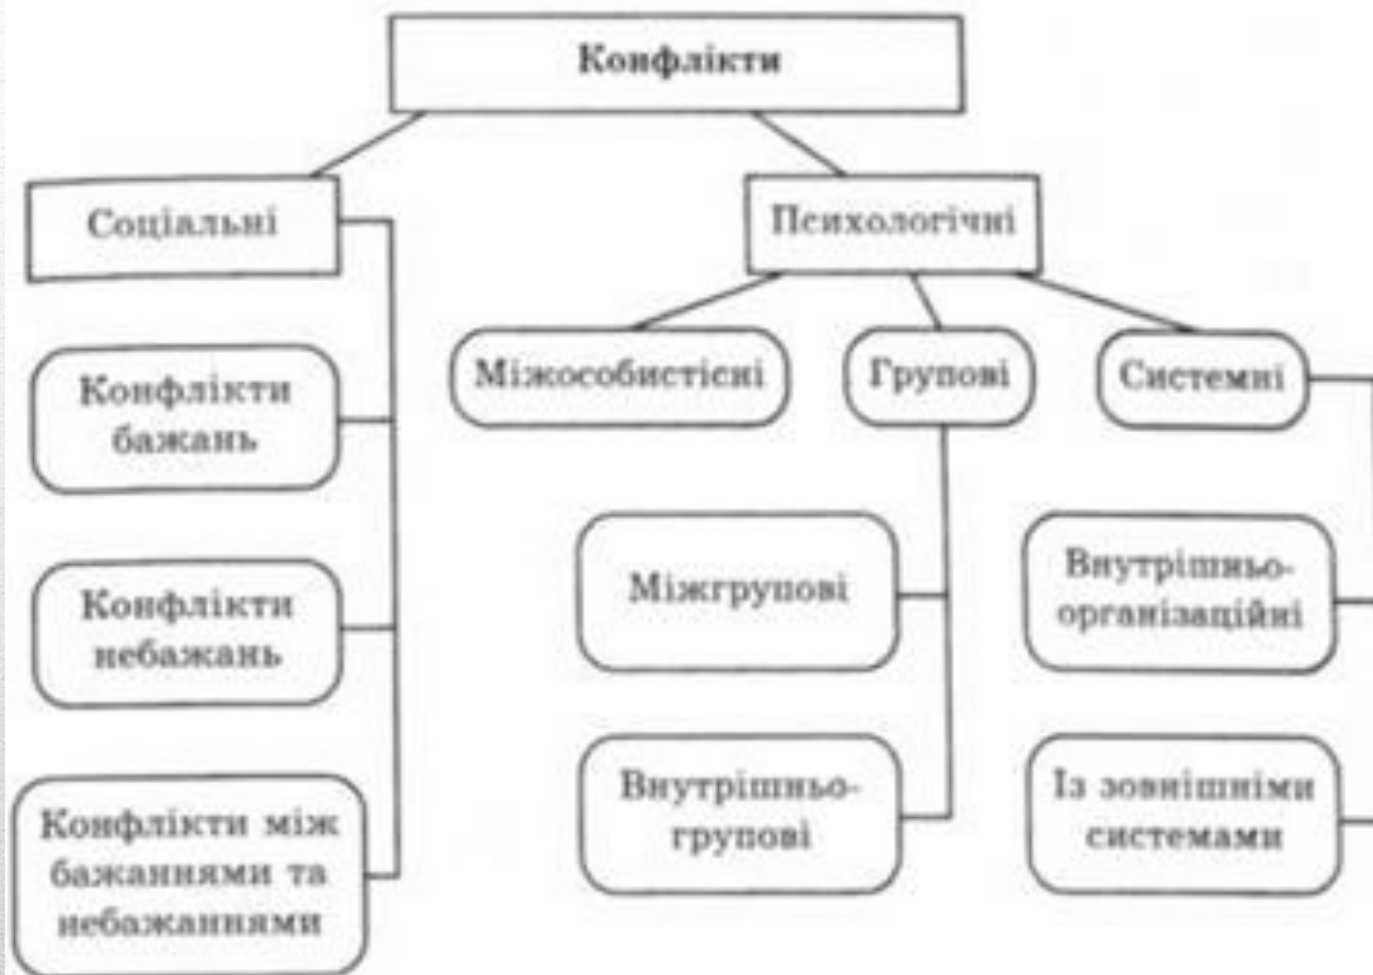 Конфлікти
Соціальні
Психологічні
Міжособистісні
Групові
Системні
Конфлікти
бажань
Конфлікти
небажань
Конфлікти між
бажаннями та
небажаннями
Міжгрупові
Внутрішньо-
групові
Внутрішньо-
організаційні
Із зовнішніми
системами